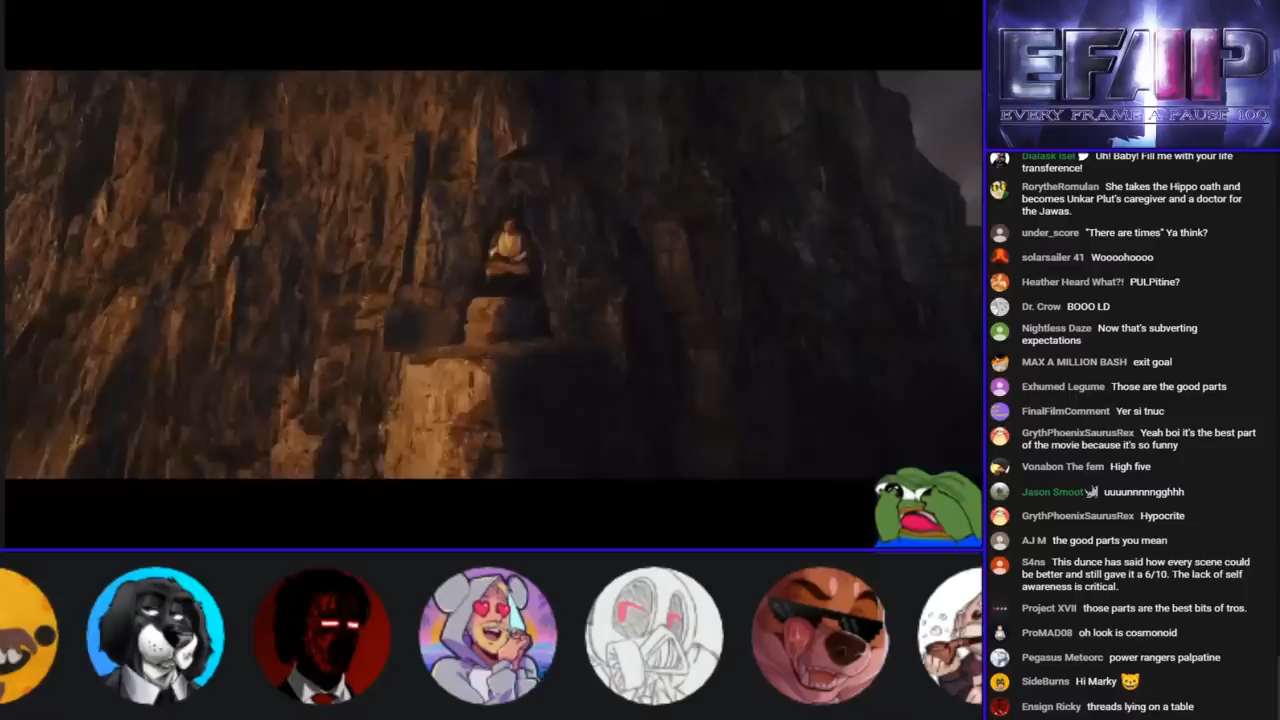 EFAP
EVERY FRAME A PAUSE 100
Dialask Iset Uh! Baby! Fill me with your life
transference!
RorytheRomulan She takes the Hippo oath and
becomes Unkar Plut's caregiver and a doctor for
the Jawas.
under_score "There are times" Ya think?
solarsailer 41 Woooohoooo
Heather Heard What?! PULPitine?
Dr. Crow BOOO LD
Nightless Daze Now that's subverting
expectations
MAX A MILLION BASH exit goal
Exhumed Legume Those are the good parts
FinalFilmComment Yer si tnuc
GrythPhoenixSaurusRex Yeah boi it's the best part
of the movie because it's so funny
Vonabon The fem High five
Jason Smoot uuuunnnnngghhh
GrythPhoenixSaurusRex Hypocrite
AJ M the good parts you mean
S4ns This dunce has said how every scene could
be better and still gave it a 6/10. The lack of self
awareness is critical.
Project XVII those parts are the best bits of tros.
ProMAD08 oh look is cosmonoid
Pegasus Meteorc power rangers palpatine
SideBurns Hi Marky
Ensign Ricky threads lying on a table